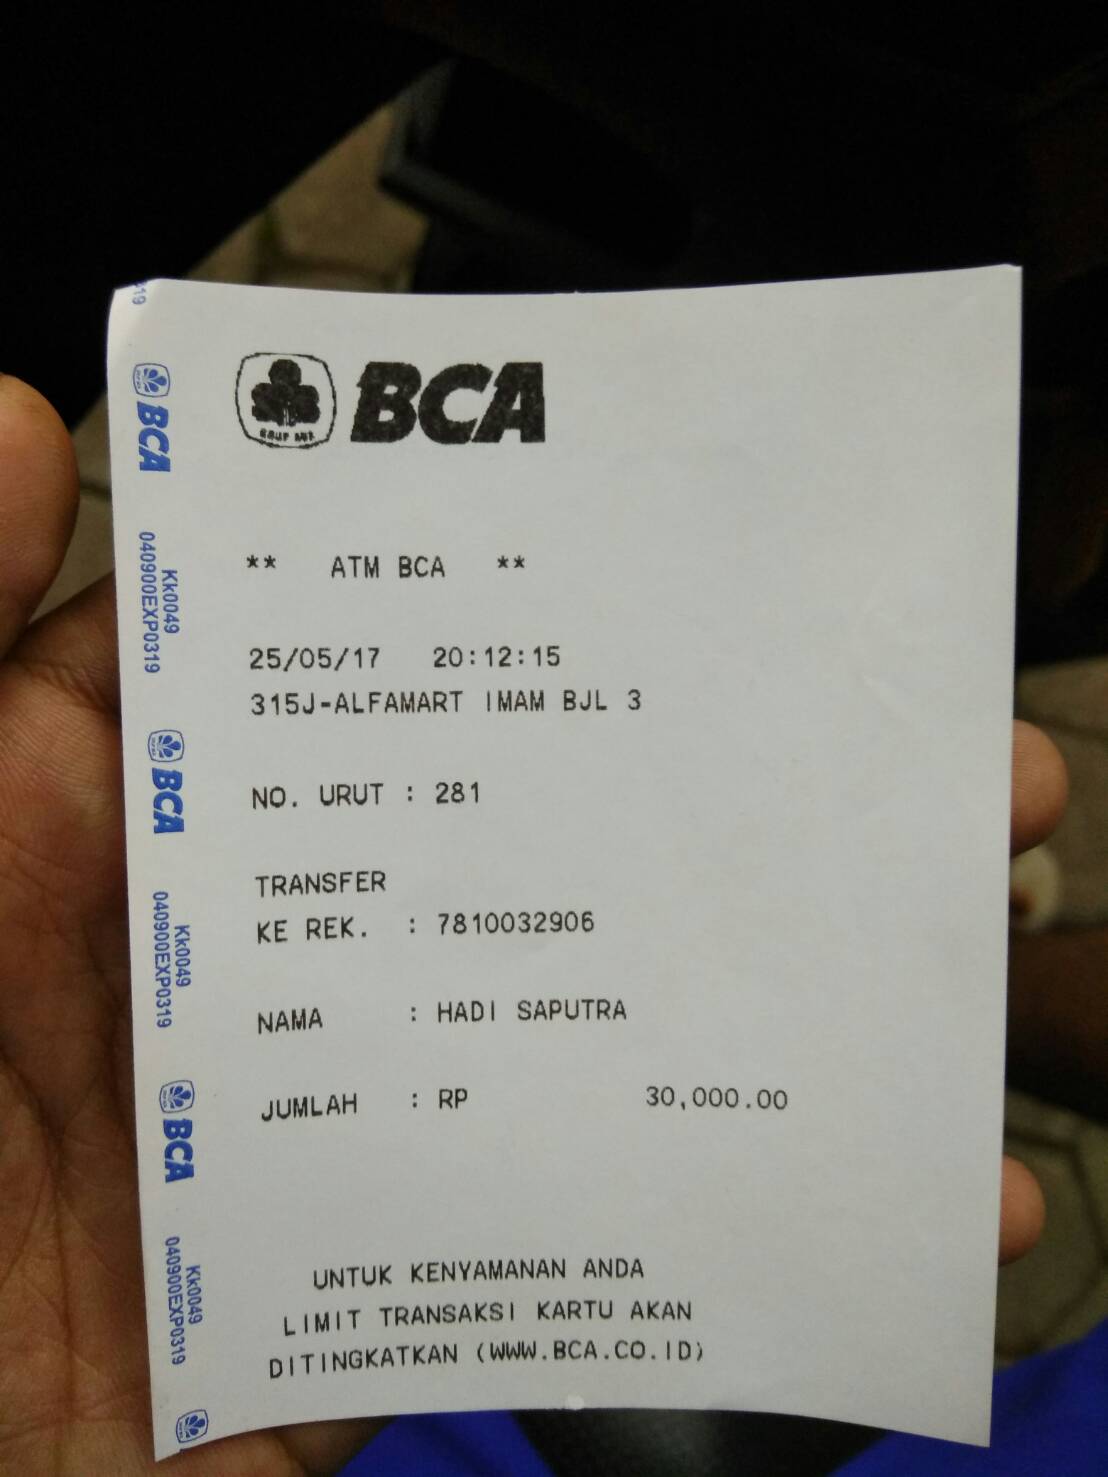 BCA
** ATM BCA **
25/05/17 20:12:15
315J-ALFAMART IMAM BJL 3
NO. URUT : 281
TRANSFER
KE REK. : 7810032906
NAMA : HADI SAPUTRA
JUMLAH : RP 30,000.00
UNTUK KENYAMANAN ANDA
LIMIT TRANSAKSI KARTU AKAN
DITINGKATKAN (WWW.BCA.CO.ID)
319
BCA
Kk0049
040900EXP0319
BCA
Kk0049
040900EXP0319
BCA
Kk0049
040900EXP0319